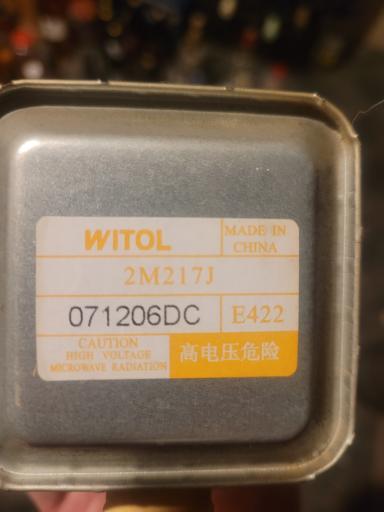 WITOL
MADE IN
CHINA
2M217J
071206DC
E422
CAUTION
HIGH VOLTAGE
MICROWAVE RADIATION
高电压危险